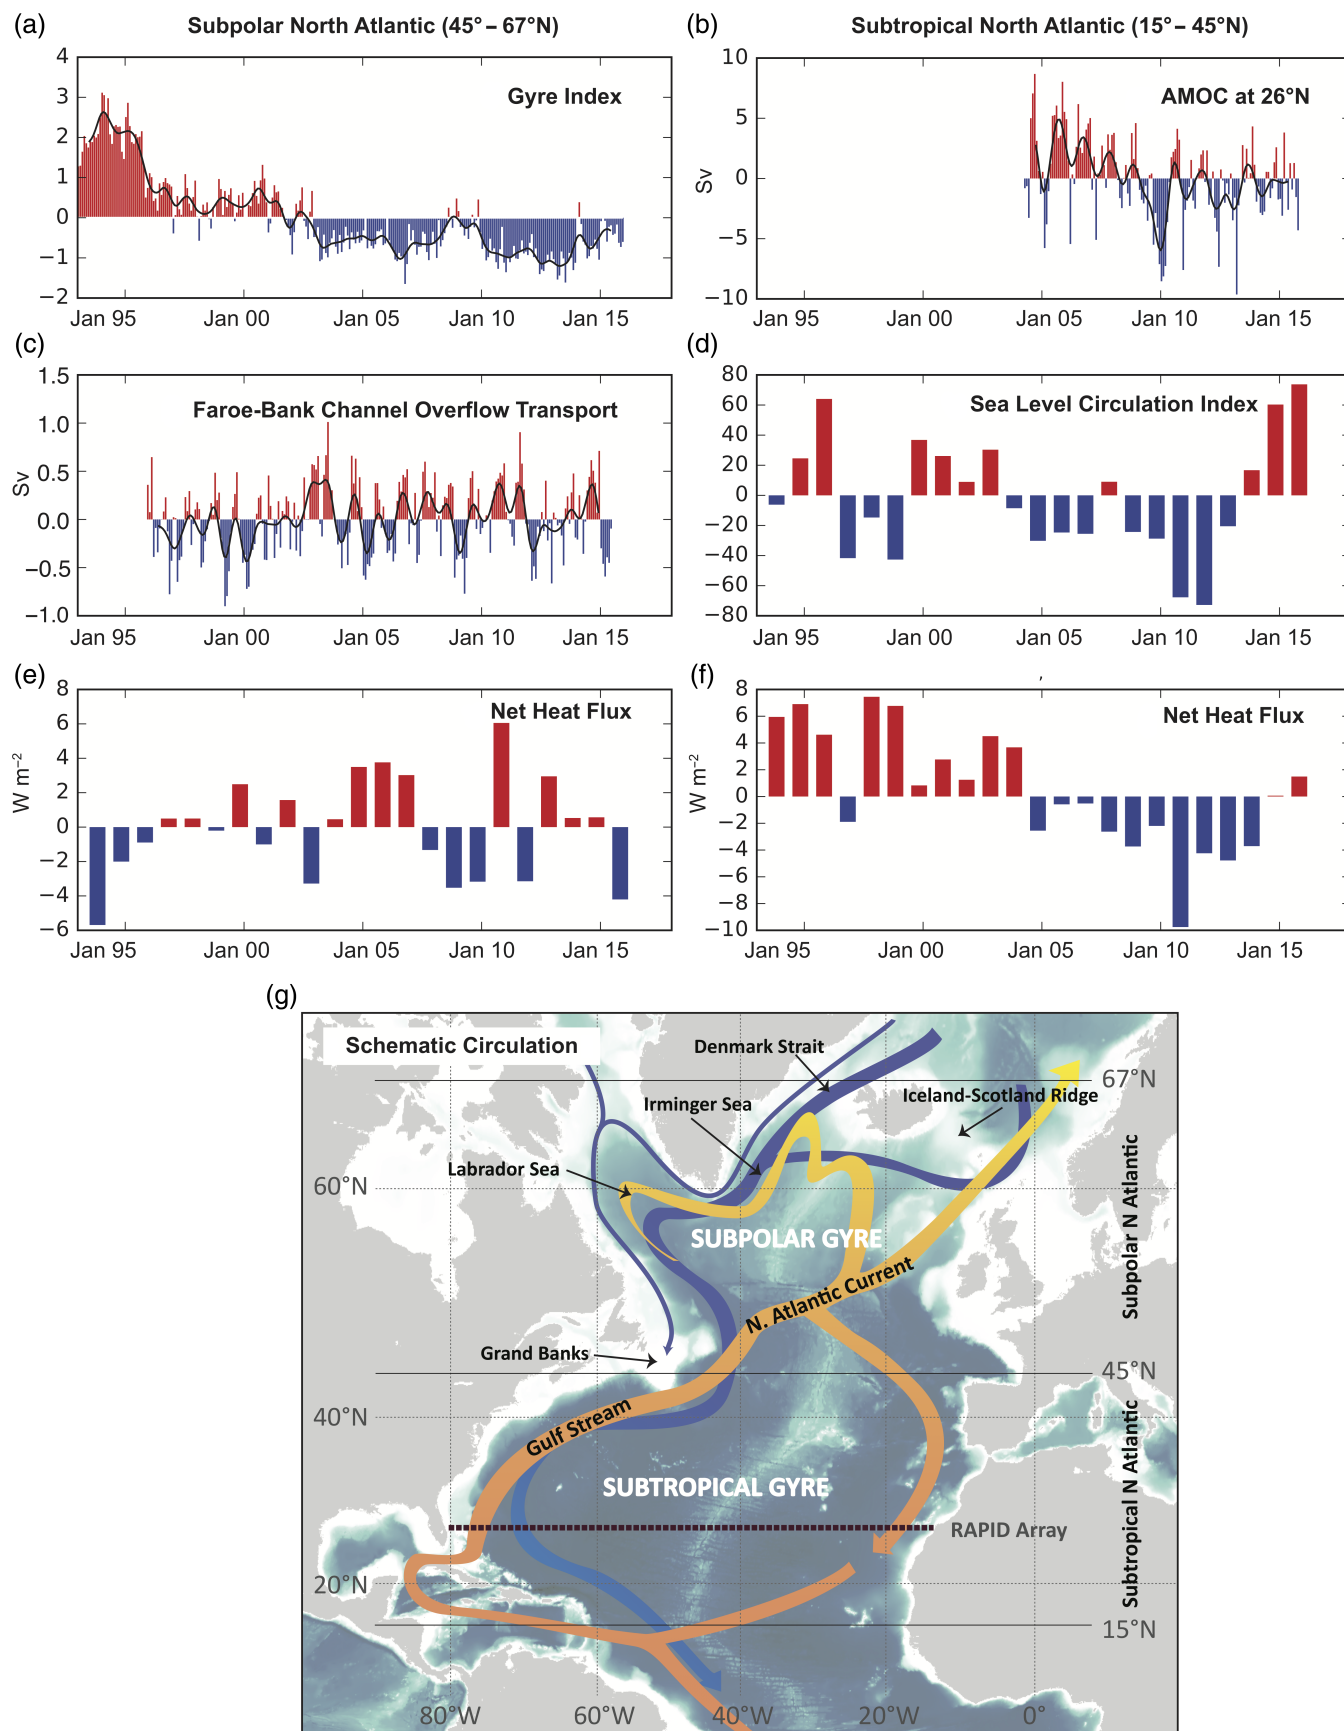 (a)
Subpolar North Atlantic (45° – 67°N)
4
3
2
1
0
−1
−2
Gyre Index
Jan 95
Jan 00
Jan 05
Jan 10
Jan 15
(b)
Subtropical North Atlantic (15° – 45°N)
10
5
0
−5
−10
Sv
AMOC at 26°N
Jan 95
Jan 00
Jan 05
Jan 10
Jan 15
(c)
1.5
1.0
0.5
0.0
−0.5
−1.0
Sv
Faroe-Bank Channel Overflow Transport
Jan 95
Jan 00
Jan 05
Jan 10
Jan 15
(d)
80
60
40
20
0
−20
−40
−60
−80
Sea Level Circulation Index
Jan 95
Jan 00
Jan 05
Jan 10
Jan 15
(e)
8
6
4
2
0
−2
−4
−6
W m−2
Net Heat Flux
Jan 95
Jan 00
Jan 05
Jan 10
Jan 15
(f)
8
6
4
2
0
−2
−4
−6
−8
−10
W m−2
Net Heat Flux
Jan 95
Jan 00
Jan 05
Jan 10
Jan 15
(g)
Schematic Circulation
Denmark Strait
67°N
Iceland-Scotland Ridge
Irminger Sea
Labrador Sea
60°N
SUBPOLAR GYRE
Subpolar N Atlantic
N. Atlantic Current
Grand Banks
45°N
40°N
Gulf Stream
SUBTROPICAL GYRE
Subtropical N Atlantic
RAPID Array
20°N
15°N
80°W
60°W
40°W
20°W
0°